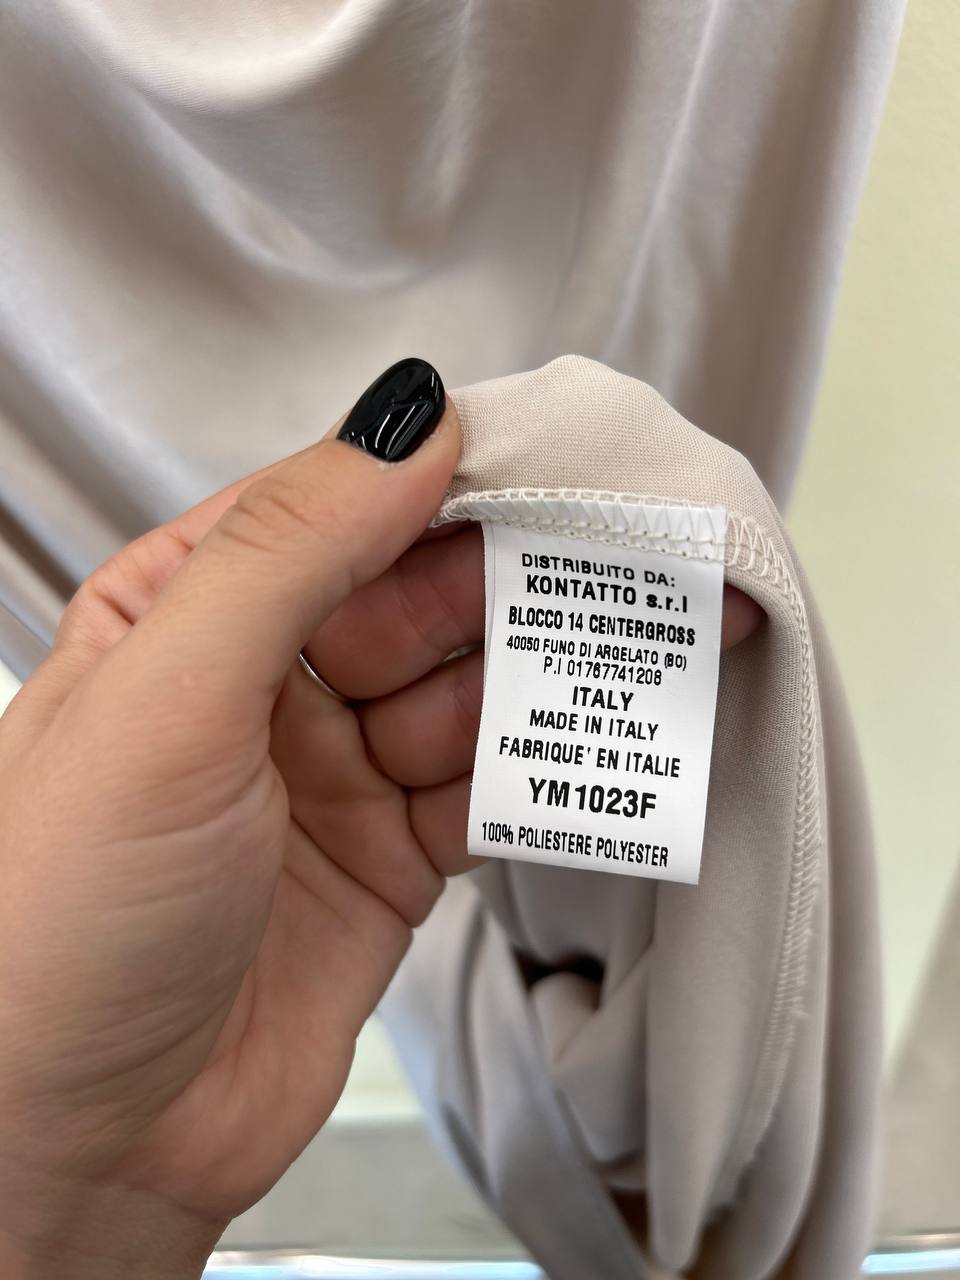 DISTRIBUITO DA:
KONTATTO s.r.l
BLOCCO 14 CENTERGROSS
40050 FUNO DI ARGELATO (BO)
P.I 01767741208
ITALY
MADE IN ITALY
FABRIQUE' EN ITALIE
YM1023F
100% POLIESTERE POLYESTER